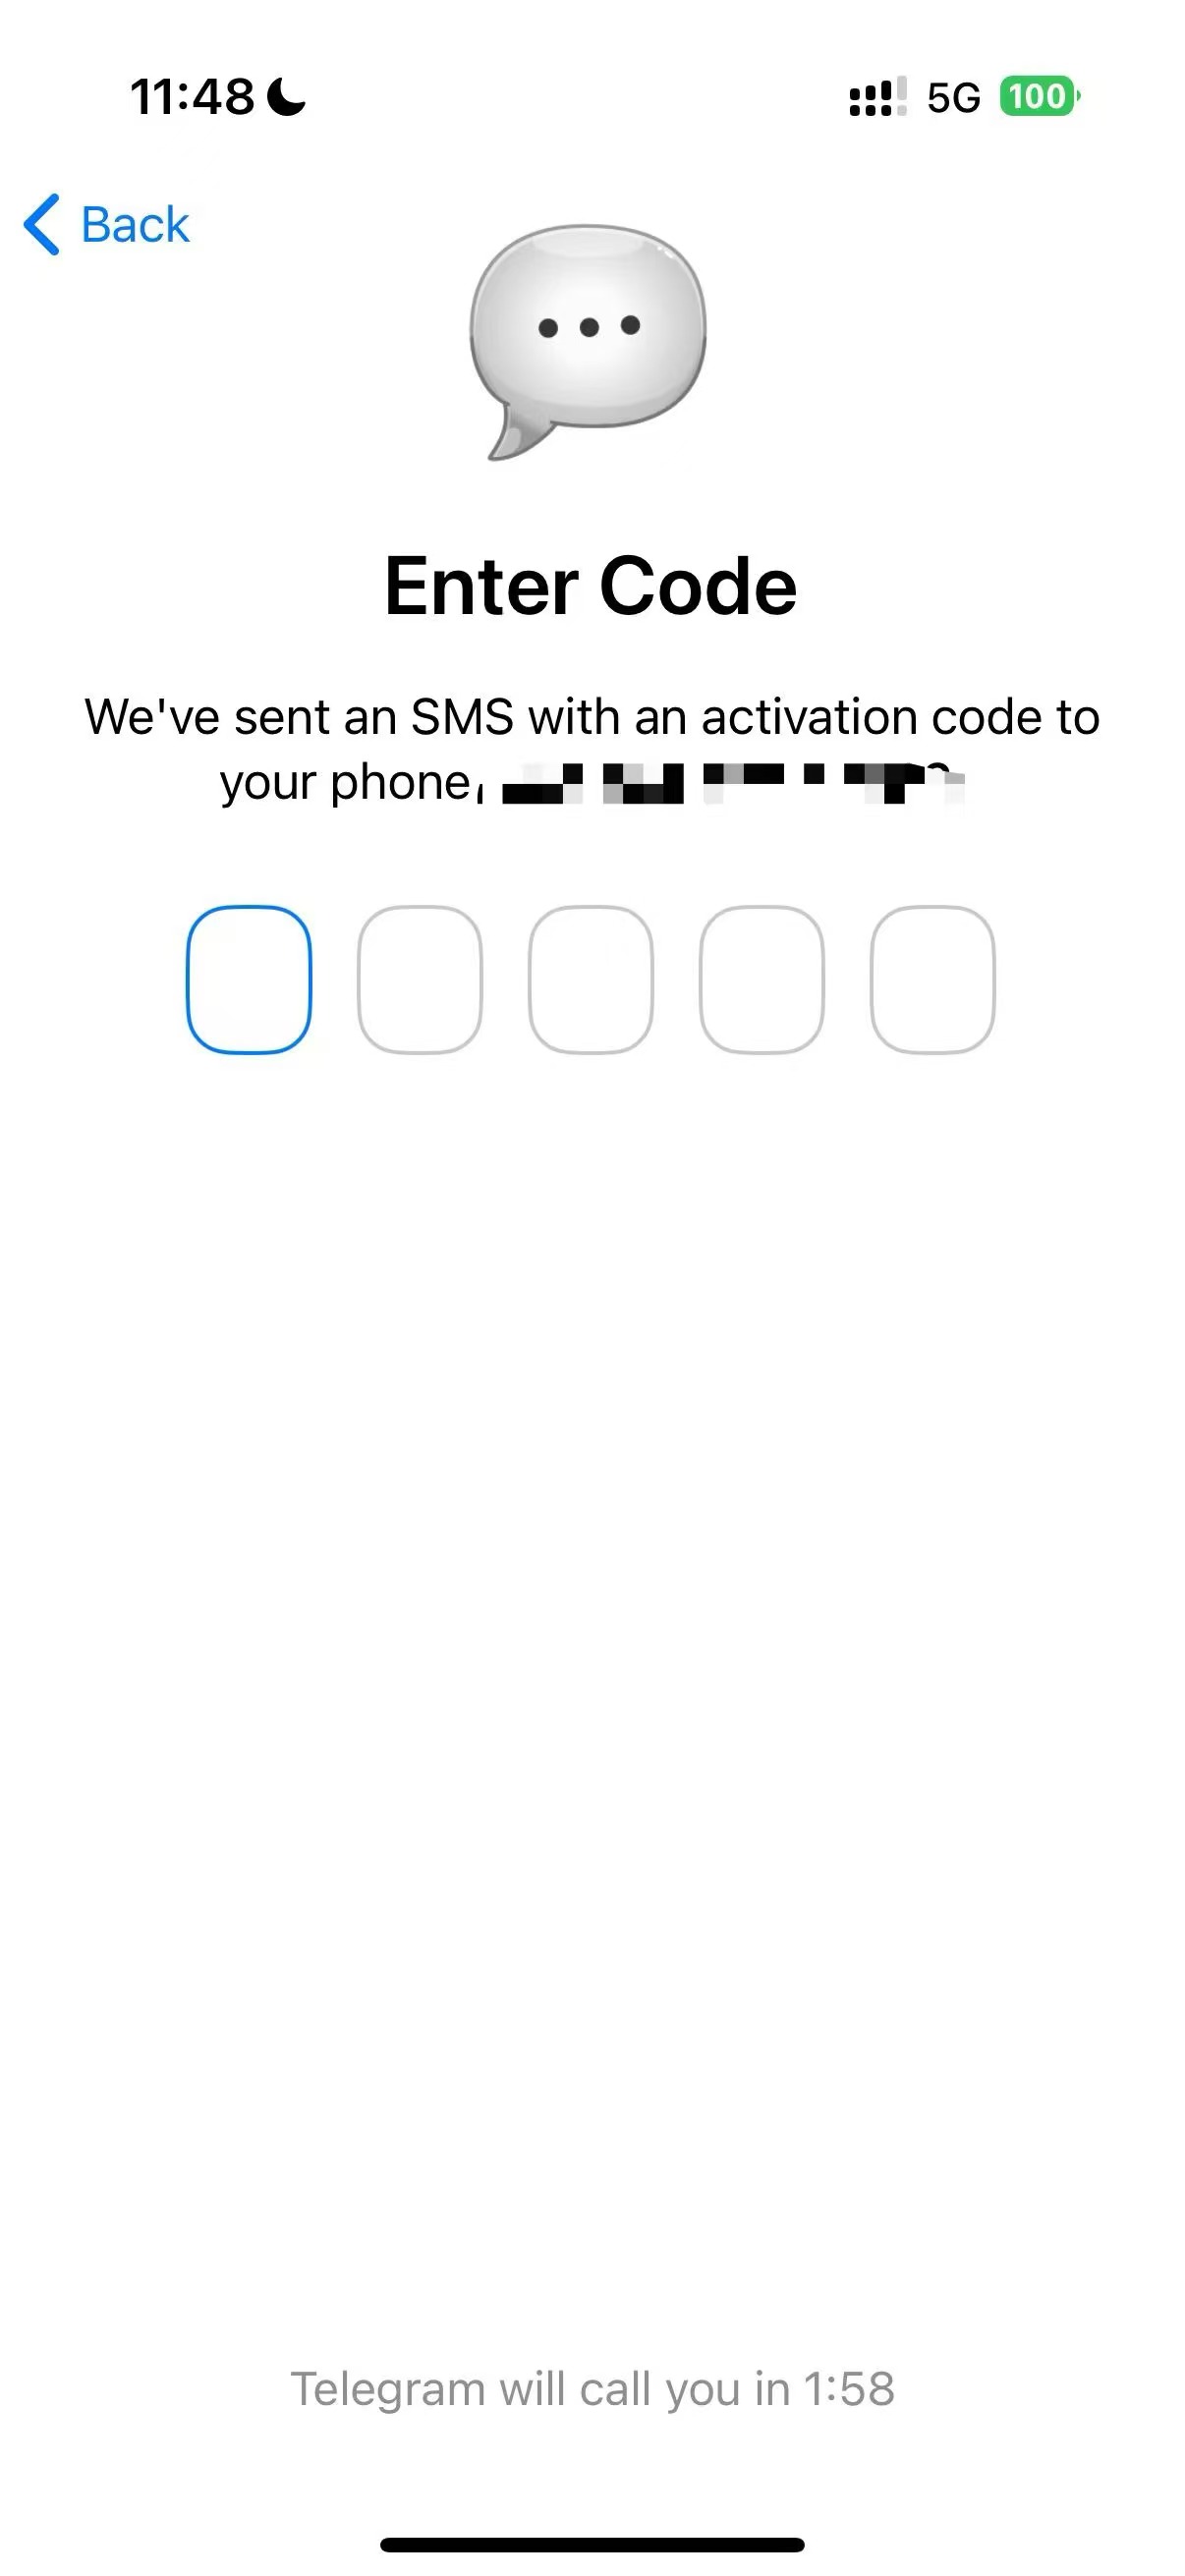 11:48
5G 100
Back
Enter Code
We've sent an SMS with an activation code to
your phone
Telegram will call you in 1:58